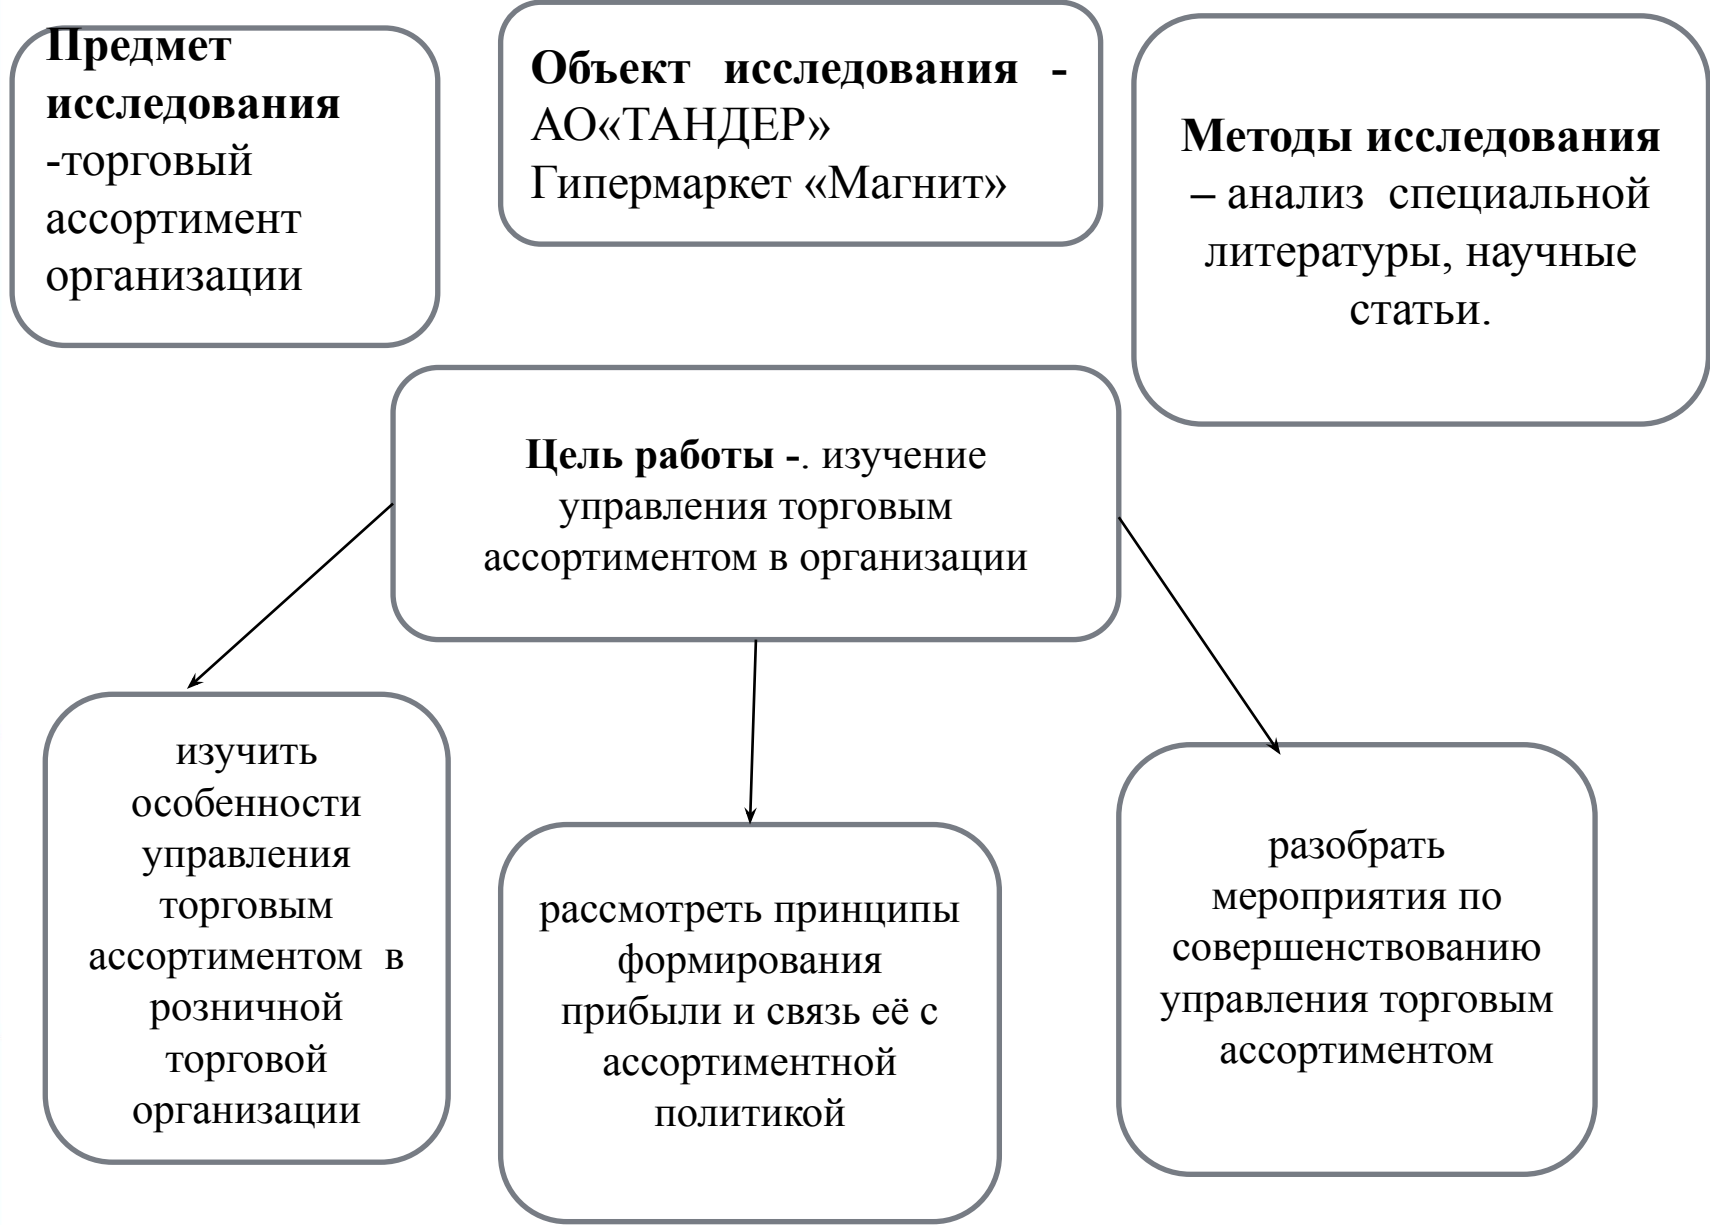 Предмет
исследования
-торговый
ассортимент
организации
Объект исследования -
АО«ТАНДЕР»
Гипермаркет «Магнит»
Методы исследования
– анализ специальной
литературы, научные
статьи.
Цель работы -. изучение
управления торговым
ассортиментом в организации
изучить
особенности
управления
торговым
ассортиментом в
розничной
торговой
организации
рассмотреть принципы
формирования
прибыли и связь её с
ассортиментной
политикой
разобрать
мероприятия по
совершенствованию
управления торговым
ассортиментом